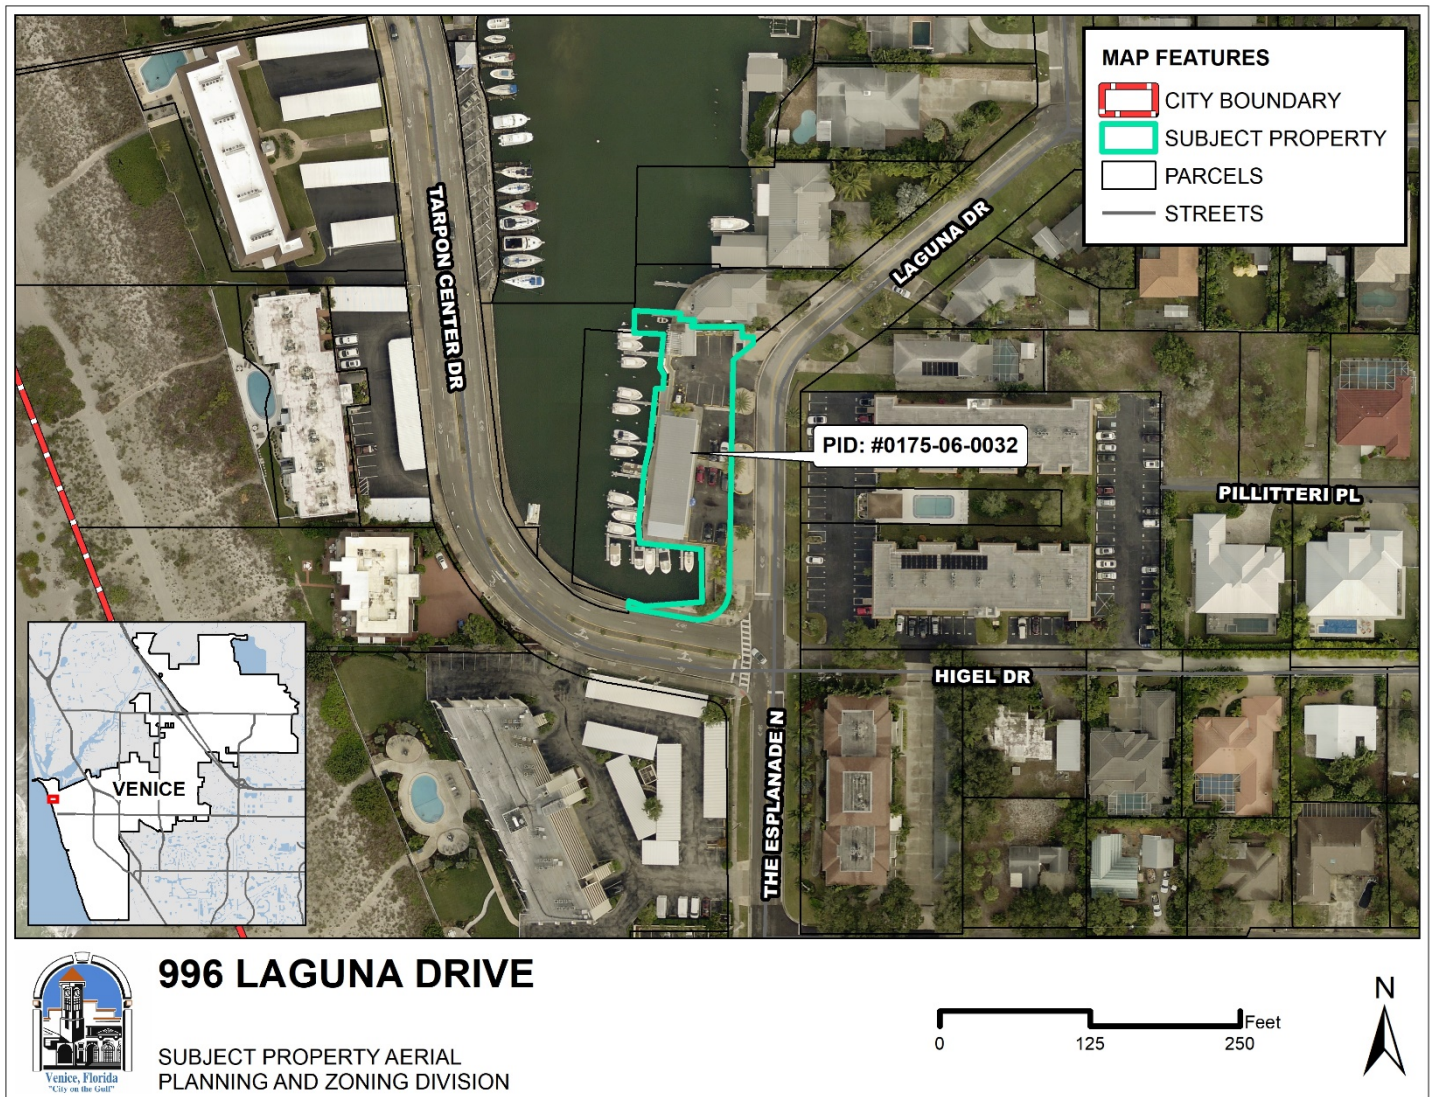 MAP FEATURES
CITY BOUNDARY
SUBJECT PROPERTY
PARCELS
STREETS
TARPON CENTER DR
LAGUNA DR
PID: #0175-06-0032
PILLITTERI PL
HIGEL DR
THE ESPLANADE N
VENICE
996 LAGUNA DRIVE
SUBJECT PROPERTY AERIAL
PLANNING AND ZONING DIVISION
Venice, Florida
"City on the Gulf"
Feet
0 125 250
N